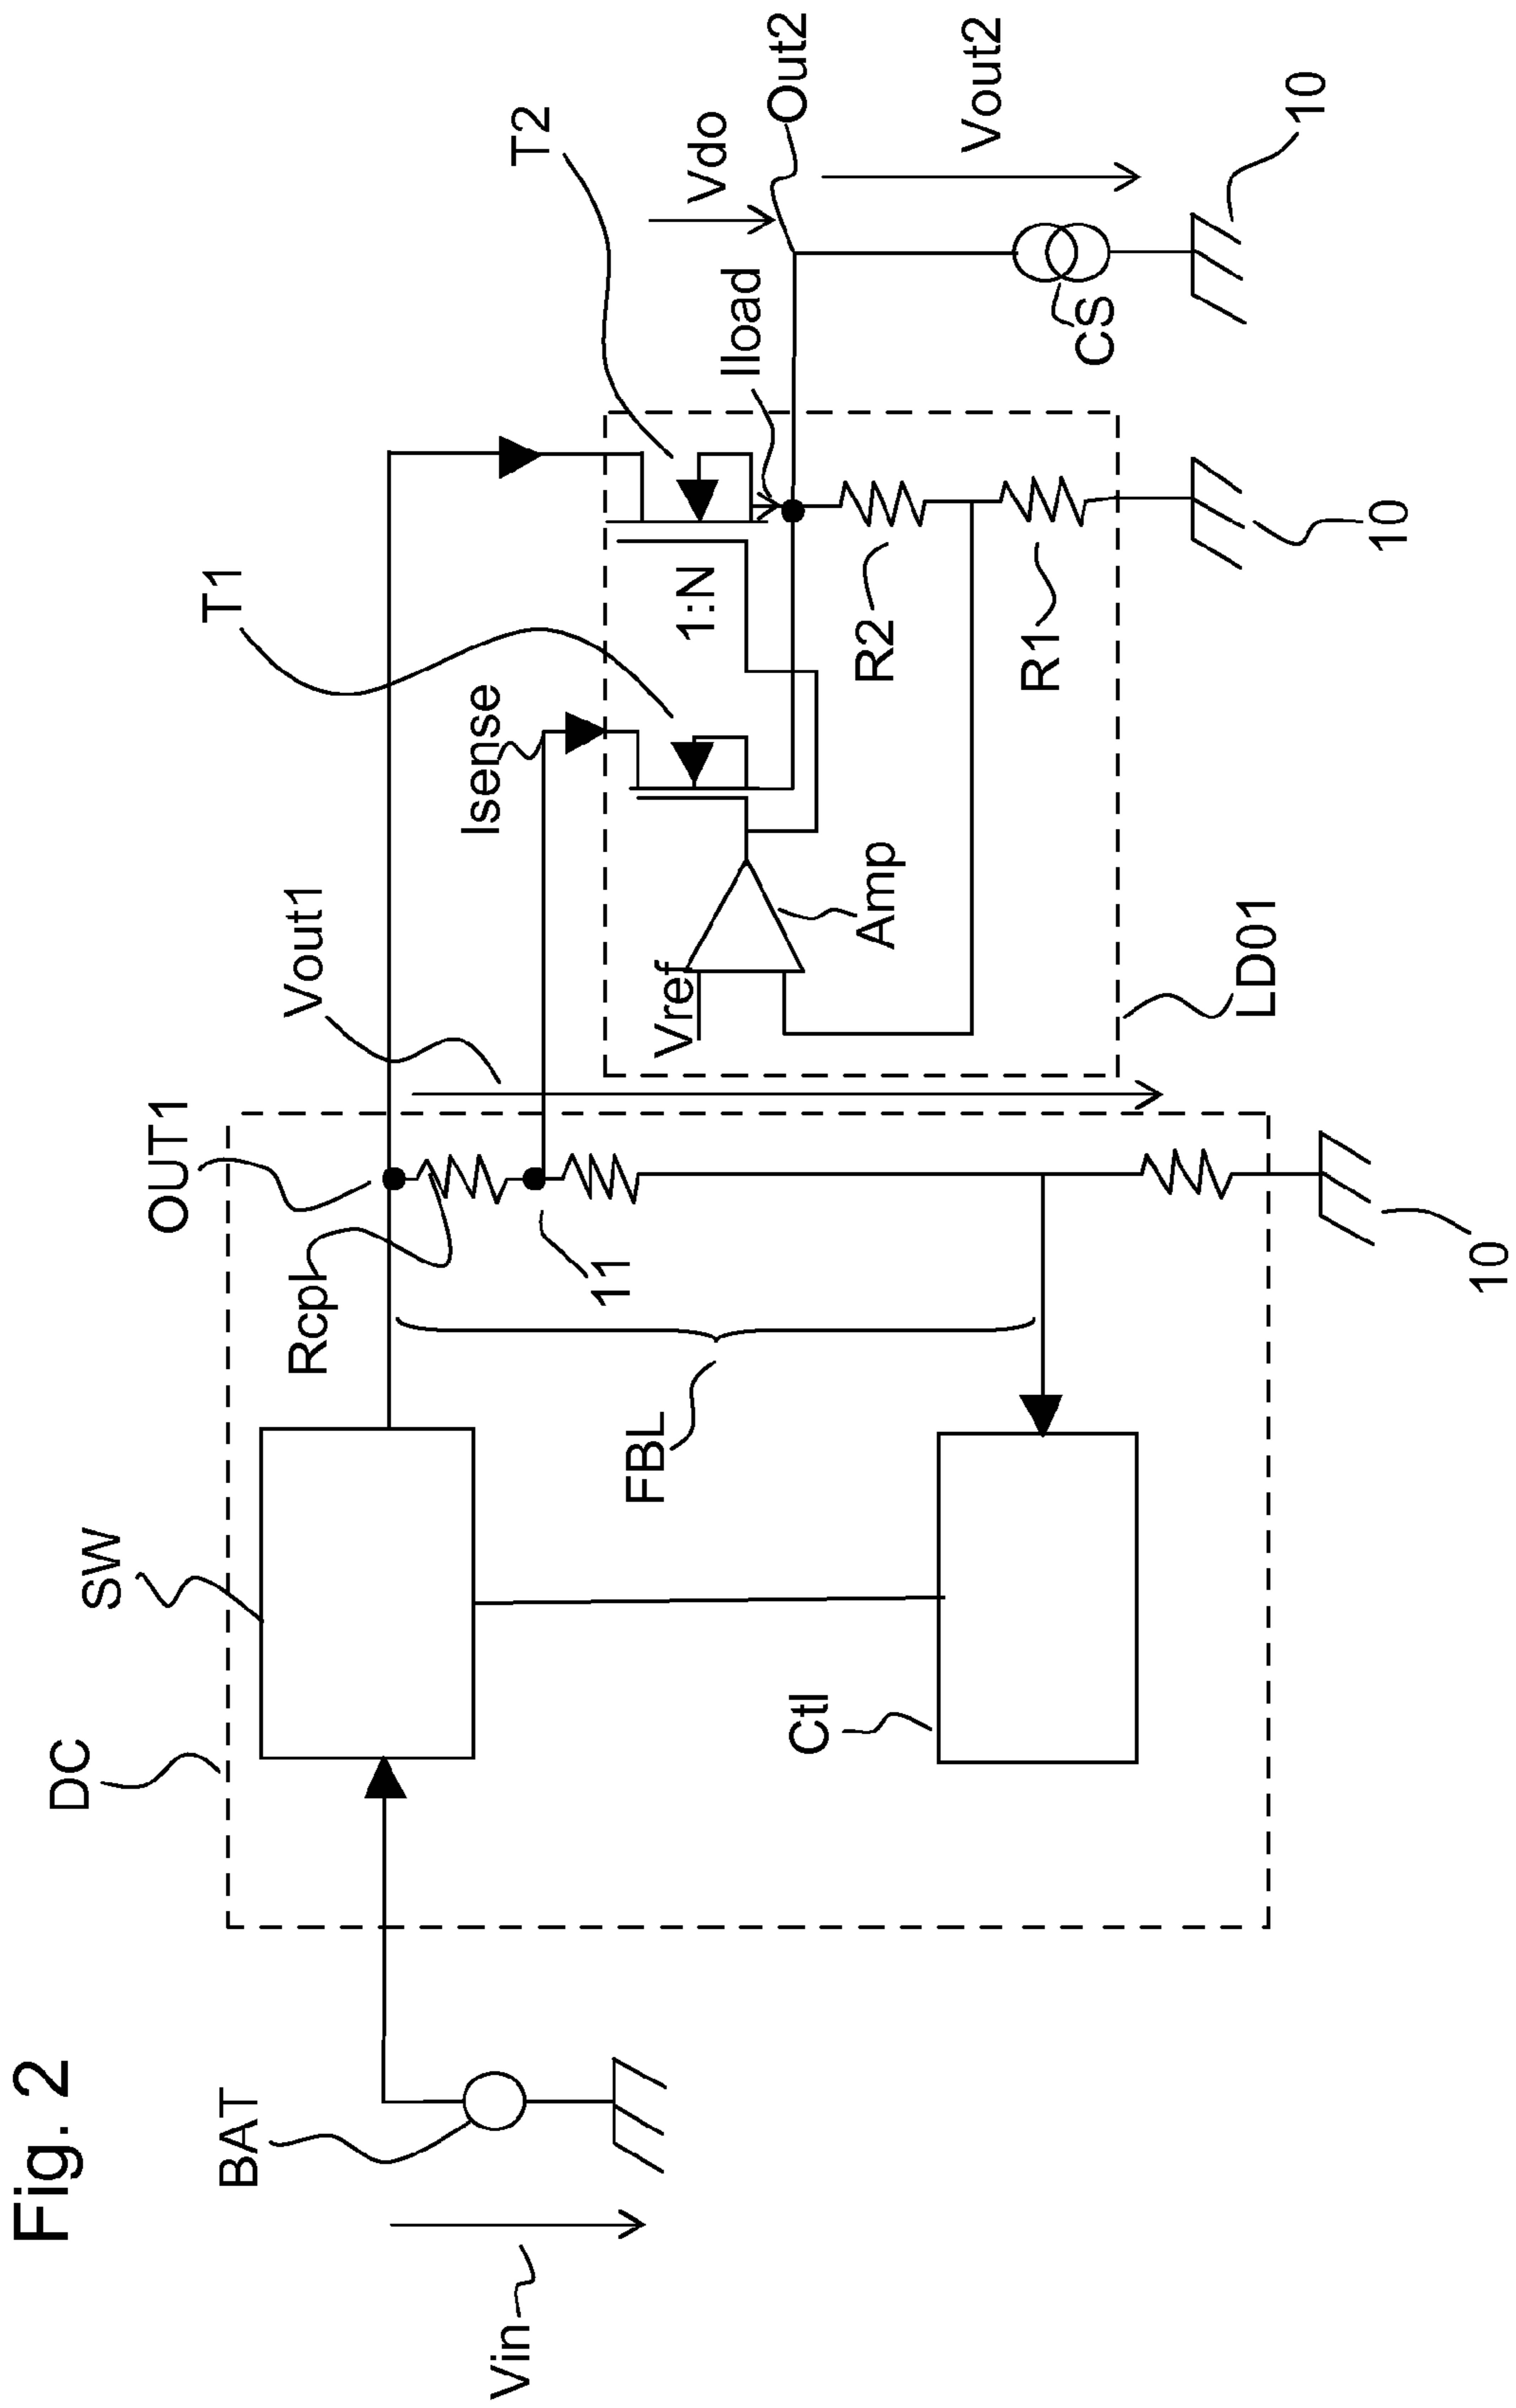 Fig. 2
DC
SW
BAT
Vin
OUT1
Vout1
T1
T2
Rcpl
11
Isense
Iload
Vdo
Out2
Vout2
1:N
Vref
Amp
R2
R1
CS
10
10
10
FBL
Ctl
LD01